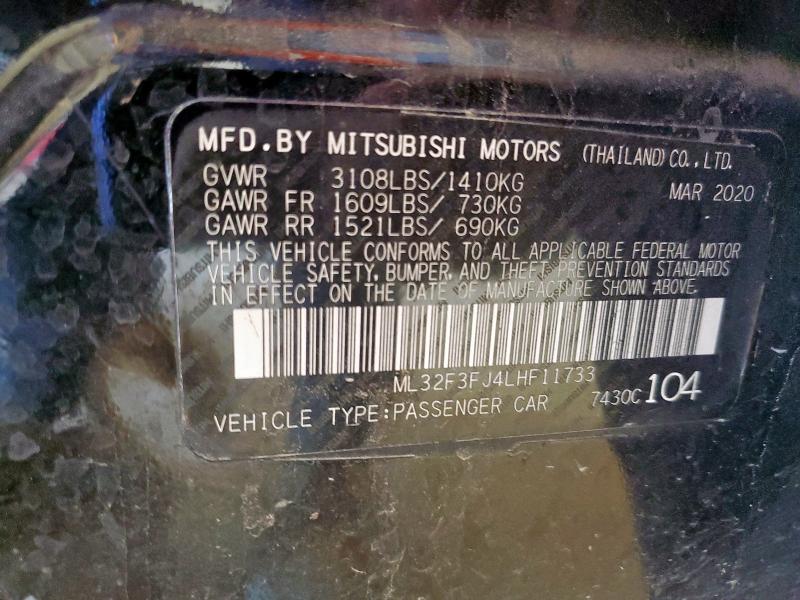 MFD.BY MITSUBISHI MOTORS (THAILAND) CO.,LTD.
GVWR 3108LBS/1410KG MAR 2020
GAWR FR 1609LBS/ 730KG
GAWR RR 1521LBS/ 690KG
THIS VEHICLE CONFORMS TO ALL APPLICABLE FEDERAL MOTOR
VEHICLE SAFETY, BUMPER, AND THEFT PREVENTION STANDARDS
IN EFFECT ON THE DATE OF MANUFACTURE SHOWN ABOVE.
ML32F3FJ4LHF11733
VEHICLE TYPE:PASSENGER CAR 7430C 104